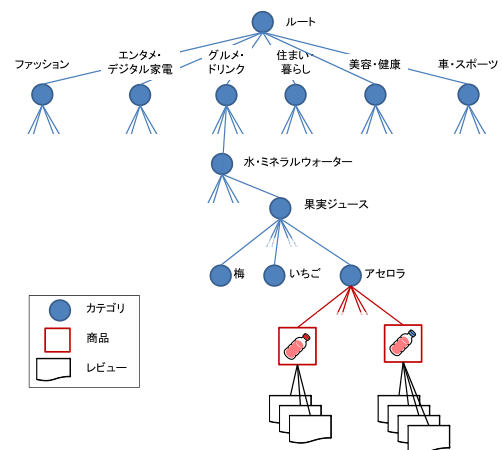 ルート
ファッション
エンタメ・
デジタル家電
グルメ・
ドリンク
住まい・
暮らし
美容・健康
車・スポーツ
水・ミネラルウォーター
果実ジュース
梅
いちご
アセロラ
カテゴリ
商品
レビュー